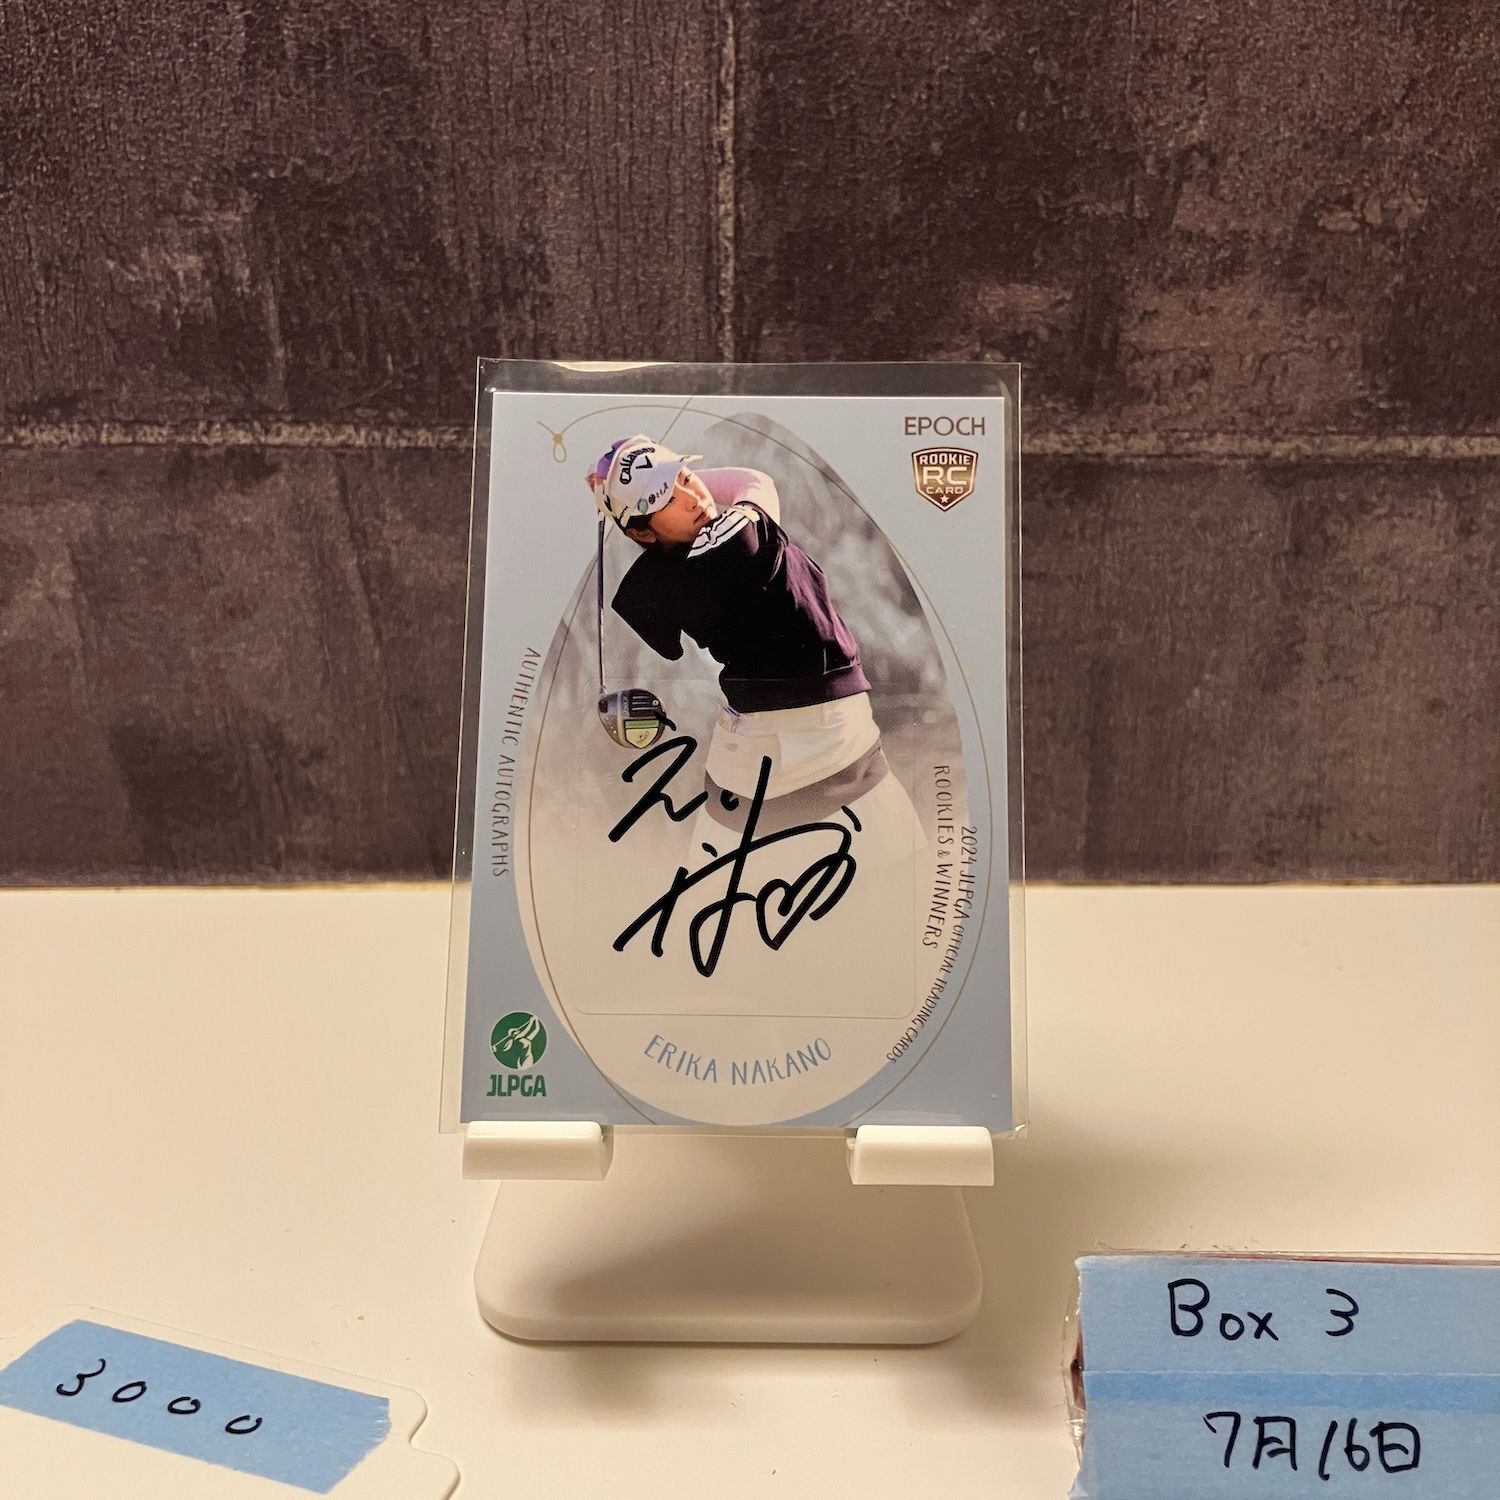 EPOCH
ROOKIE
RC
CARD
Callaway
AUTHENTIC AUTOGRAPHS
2024 JLPGA OFFICIAL TRADING CARDS
ROOKIES & WINNERS
ERIKA NAKANO
JLPGA
3000
Box 3
7月16日